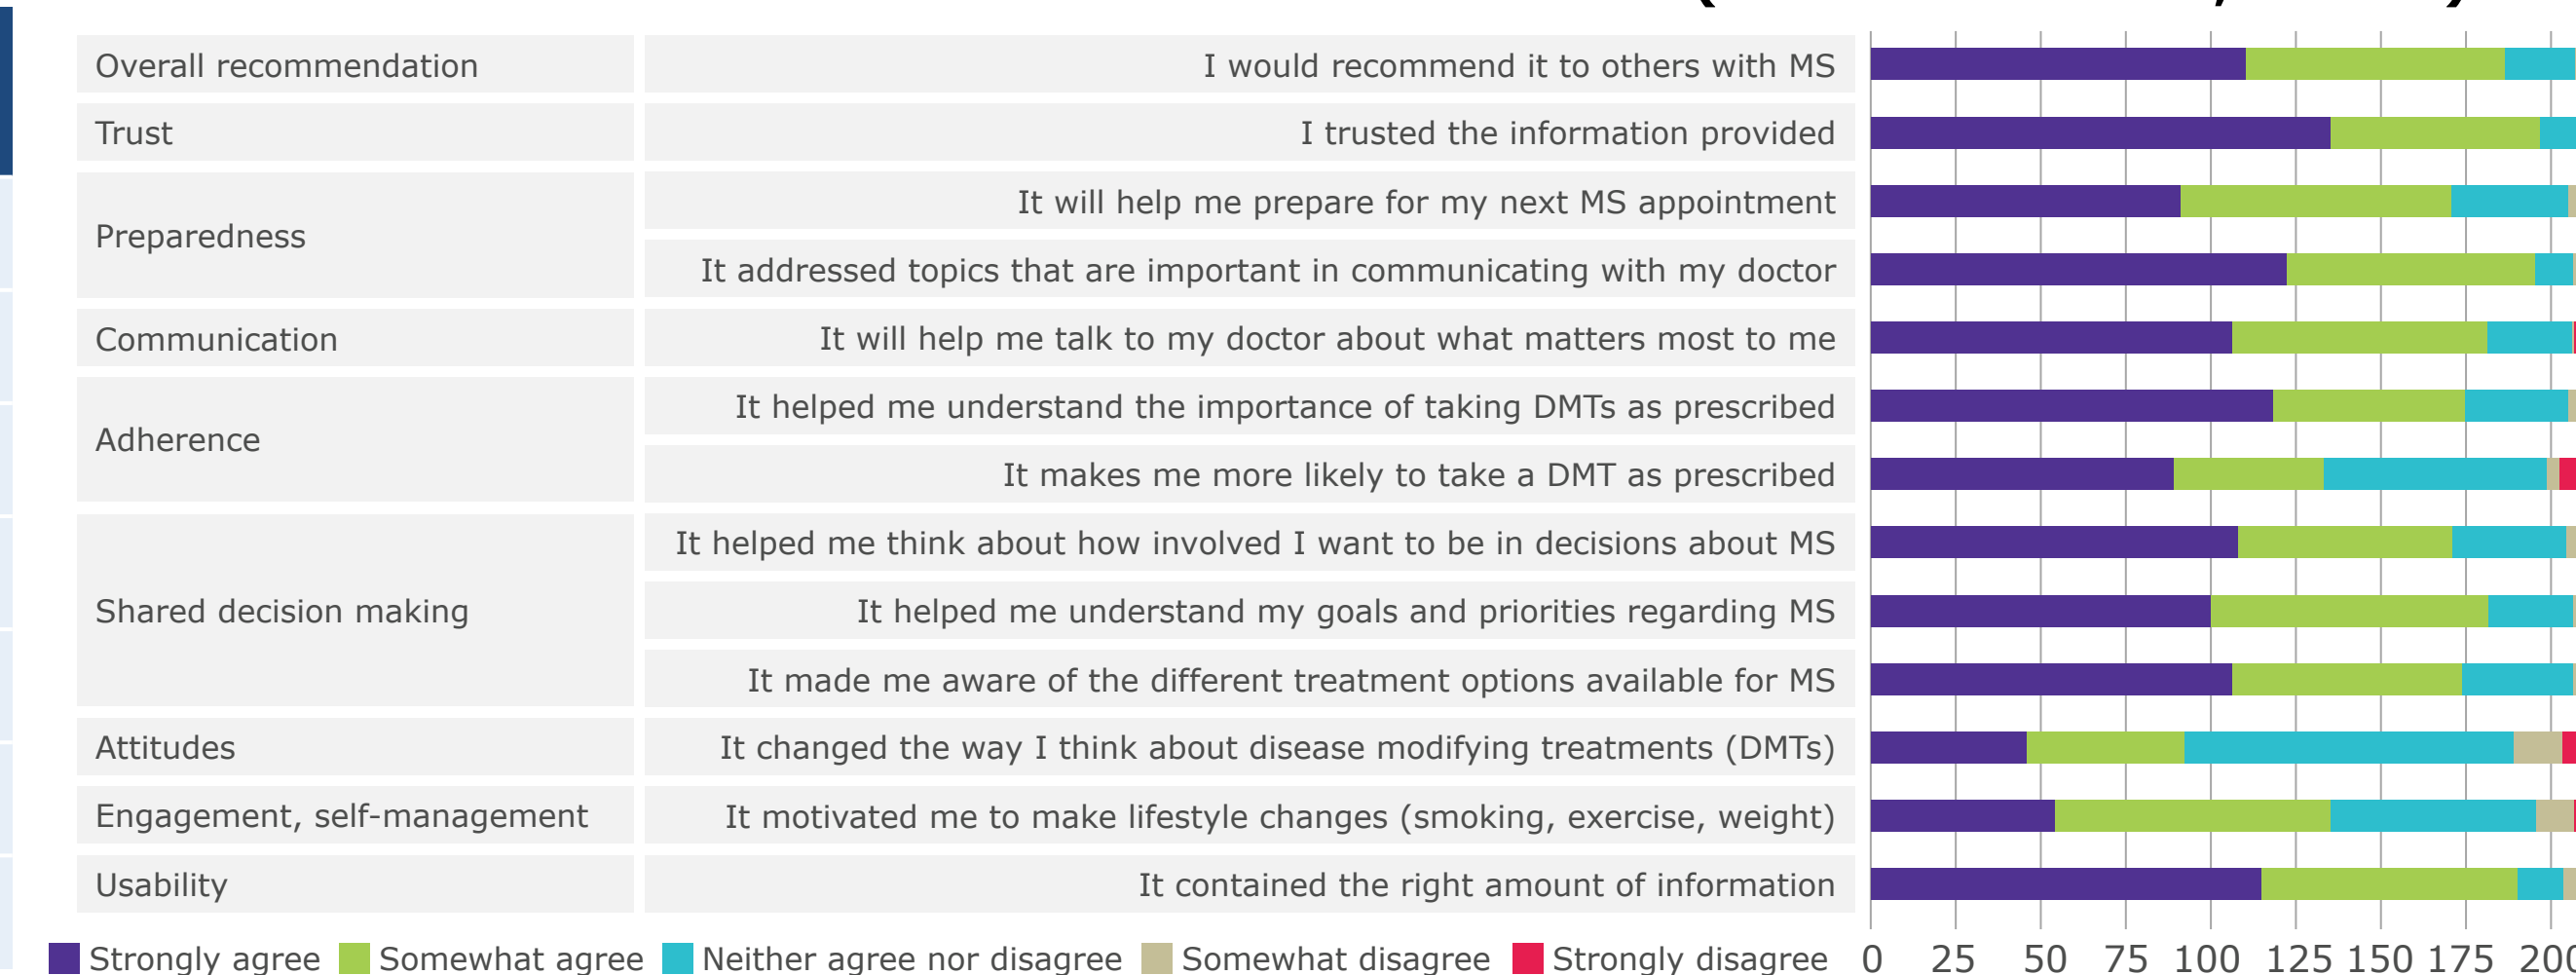 Overall recommendation I would recommend it to others with MS
Trust I trusted the information provided
Preparedness
It will help me prepare for my next MS appointment
It addressed topics that are important in communicating with my doctor
Communication It will help me talk to my doctor about what matters most to me
Adherence
It helped me understand the importance of taking DMTs as prescribed
It makes me more likely to take a DMT as prescribed
Shared decision making
It helped me think about how involved I want to be in decisions about MS
It helped me understand my goals and priorities regarding MS
It made me aware of the different treatment options available for MS
Attitudes It changed the way I think about disease modifying treatments (DMTs)
Engagement, self-management It motivated me to make lifestyle changes (smoking, exercise, weight)
Usability It contained the right amount of information
Strongly agree Somewhat agree Neither agree nor disagree Somewhat disagree Strongly disagree 0 25 50 75 100 125 150 175 200